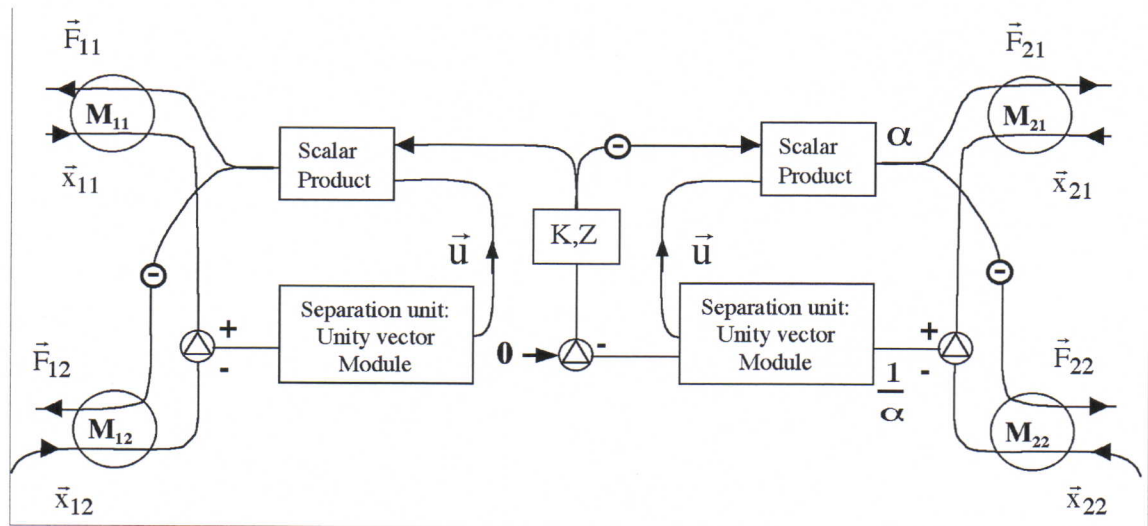 F⃗11
F⃗21
M11
M21
Scalar
Product
Scalar
Product
α
x⃗11
x⃗21
K,Z
u⃗
u⃗
Separation unit:
Unity vector
Module
Separation unit:
Unity vector
Module
+
-
0
-
+
-
1
α
F⃗12
F⃗22
M12
M22
x⃗12
x⃗22